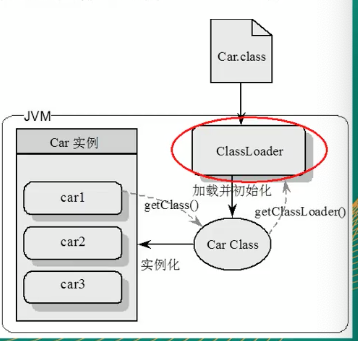 Car.class
JVM
Car 实例
ClassLoader
加载并初始化
car1
getClass()
getClassLoader()
car2
Car Class
实例化
car3